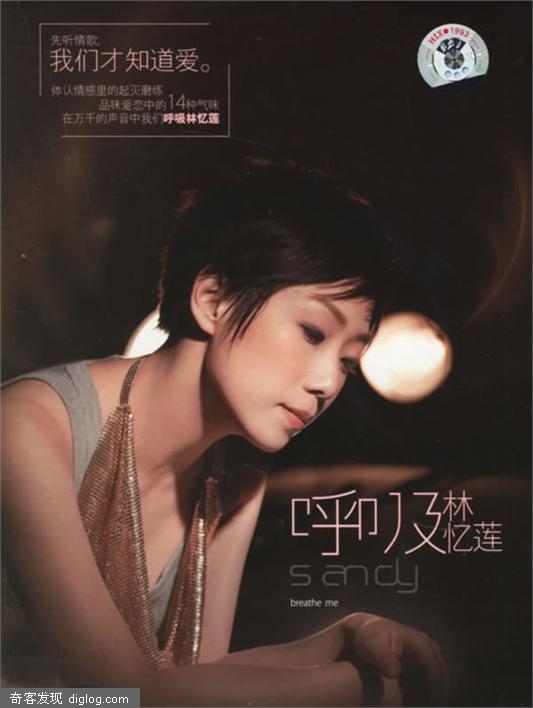 先听情歌,
我们才知道爱。
体认情感里的起灭磨练
品味爱恋中的14种气味
在万千的声音中我们呼吸林忆莲
HTX®1993
呼吸
林
忆莲
sandy
breathe me
奇客发现 diglog.com